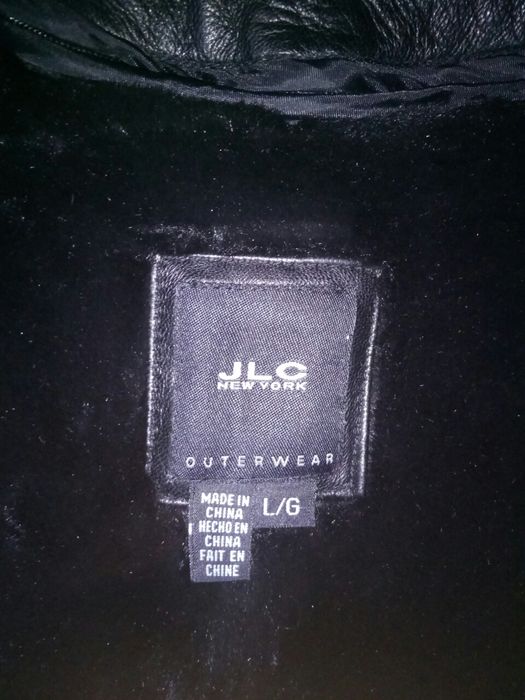 JLC
NEW YORK
OUTERWEAR
MADE IN
CHINA
HECHO EN
CHINA
FAIT EN
CHINE
L/G